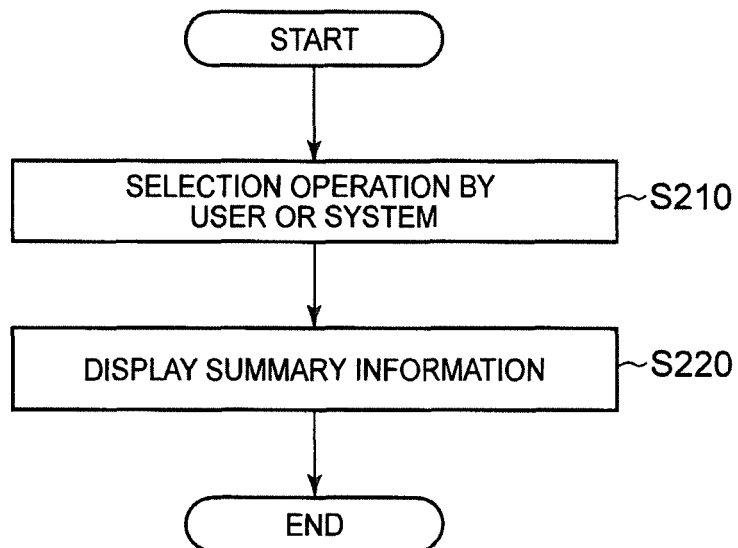 START
SELECTION OPERATION BY
USER OR SYSTEM
S210
DISPLAY SUMMARY INFORMATION
S220
END